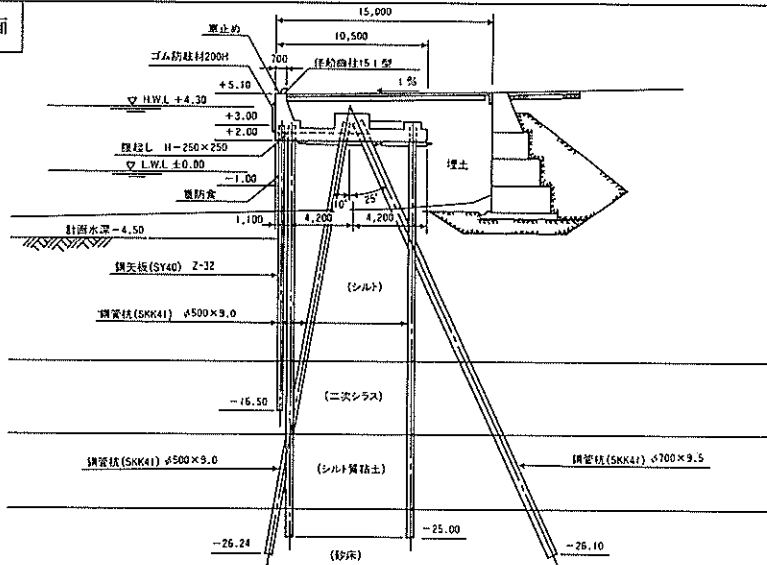 面
15,000
車止め
10,500
ゴム防舷材200H
700
係船曲柱15t型
+5.10
1%
▽ H.W.L +4.30
+3.00
+2.00
腹起し H-250×250
埋土
▽ L.W.L ±0.00
-1.00
電防食
10°
25°
1,100
4,200
4,200
計画水深-4.50
鋼矢板(SY40) Z-32
(シルト)
鋼管杭(SKK41) φ500×9.0
(二次シラス)
-16.50
鋼管杭(SKK41) φ500×9.0
(シルト質粘土)
鋼管杭(SKK41) φ700×9.5
-26.24
-25.00
(砂床)
-26.10